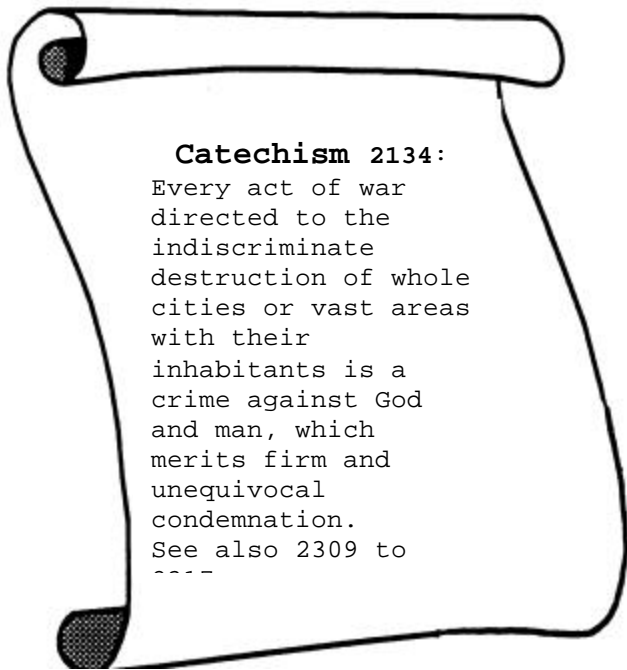 Catechism 2134:
Every act of war
directed to the
indiscriminate
destruction of whole
cities or vast areas
with their
inhabitants is a
crime against God
and man, which
merits firm and
unequivocal
condemnation.
See also 2309 to